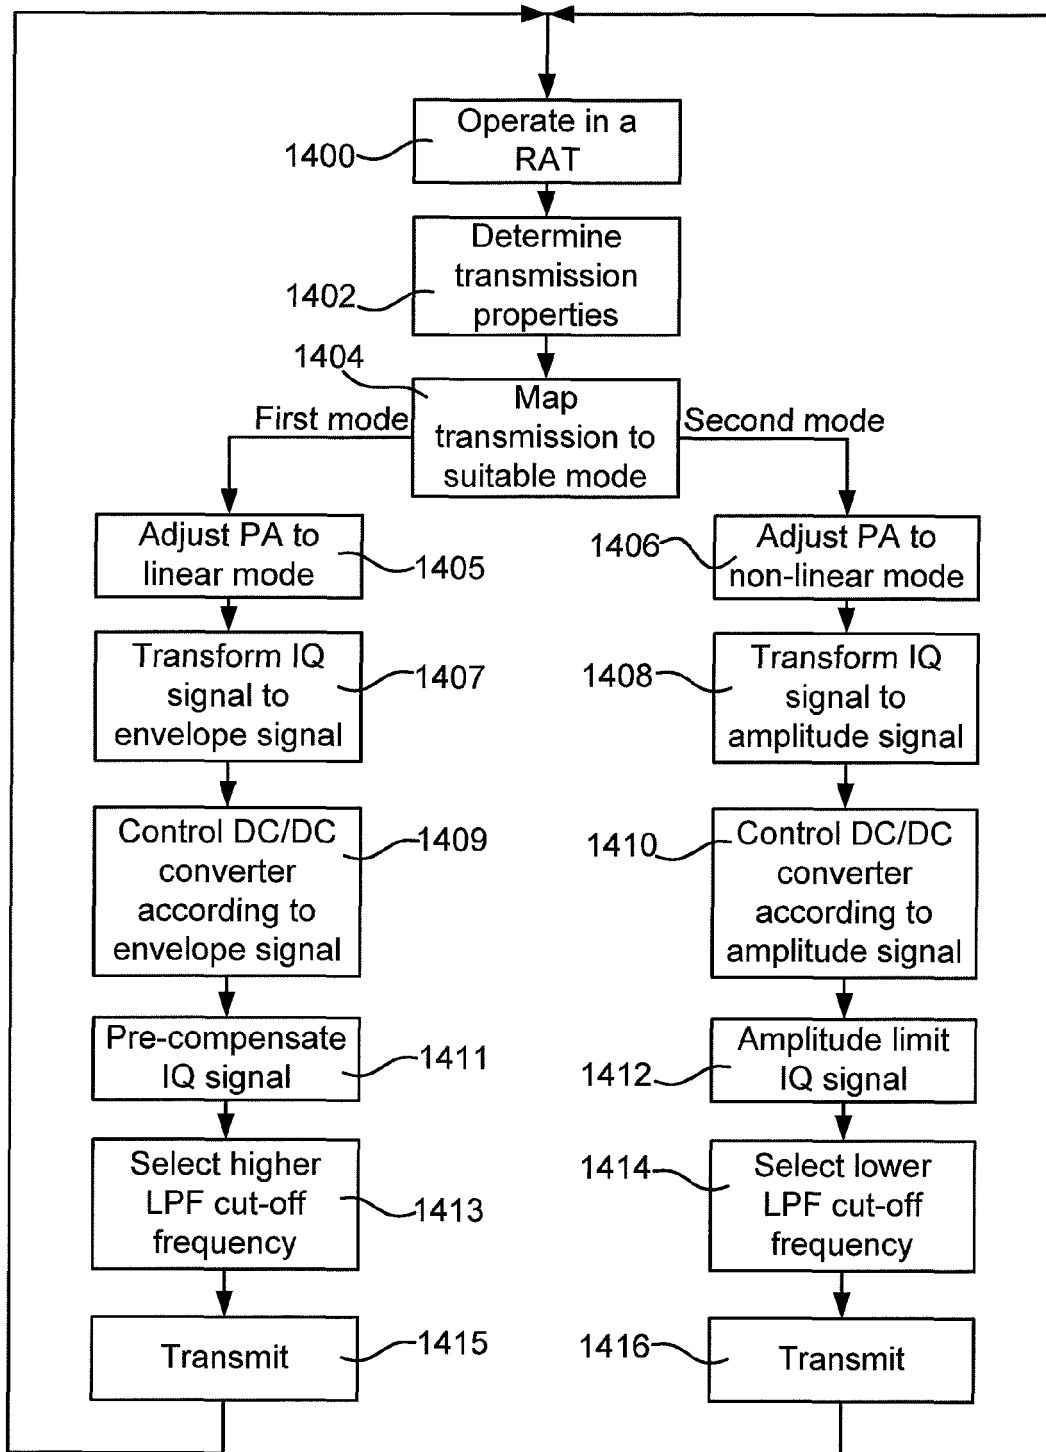 Operate in a
RAT
1400
Determine
transmission
properties
1402
1404
Map
transmission to
suitable mode
First mode
Second mode
Adjust PA to
linear mode
1405
1406
Adjust PA to
non-linear mode
Transform IQ
signal to
envelope signal
1407
1408
Transform IQ
signal to
amplitude signal
Control DC/DC
converter
according to
envelope signal
1409
1410
Control DC/DC
converter
according to
amplitude signal
Pre-compensate
IQ signal
1411
1412
Amplitude limit
IQ signal
Select higher
LPF cut-off
frequency
1413
1414
Select lower
LPF cut-off
frequency
Transmit
1415
1416
Transmit